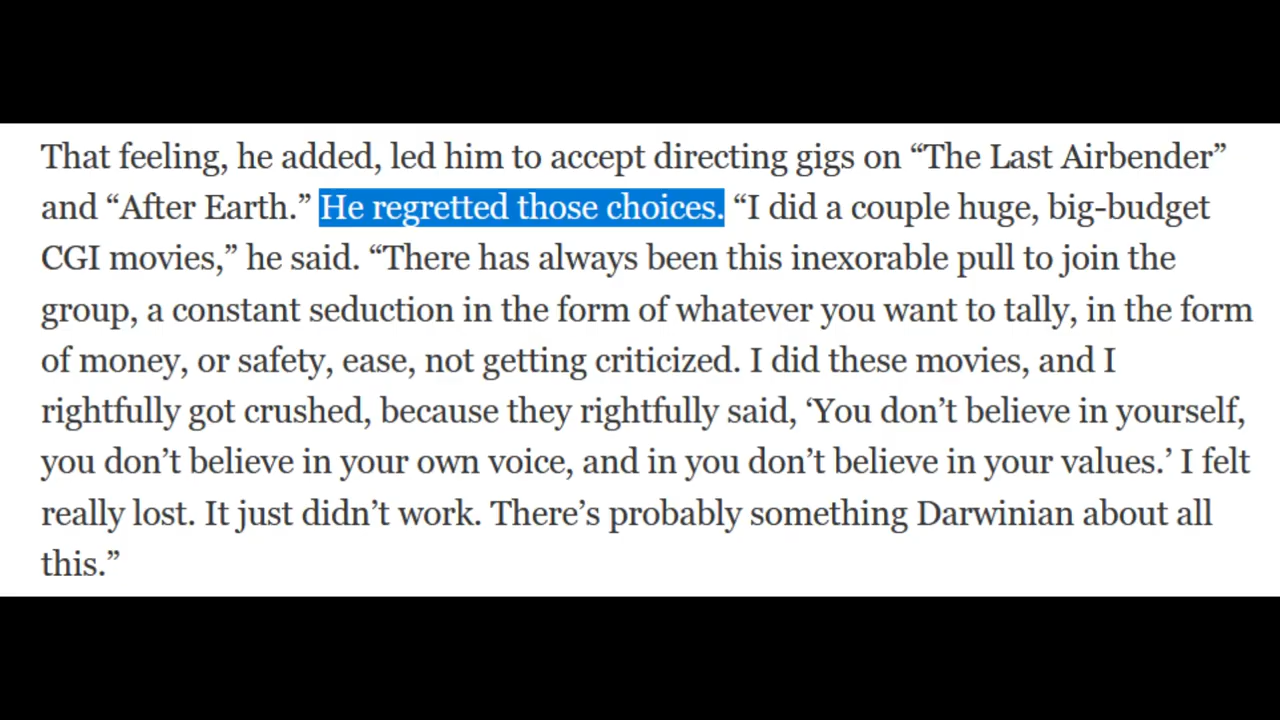 That feeling, he added, led him to accept directing gigs on “The Last Airbender”
and “After Earth.” He regretted those choices. “I did a couple huge, big-budget
CGI movies,” he said. “There has always been this inexorable pull to join the
group, a constant seduction in the form of whatever you want to tally, in the form
of money, or safety, ease, not getting criticized. I did these movies, and I
rightfully got crushed, because they rightfully said, ‘You don’t believe in yourself,
you don’t believe in your own voice, and in you don’t believe in your values.’ I felt
really lost. It just didn’t work. There’s probably something Darwinian about all
this.”